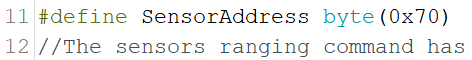 11 #define SensorAddress byte(0x70)
12 //The sensors ranging command has